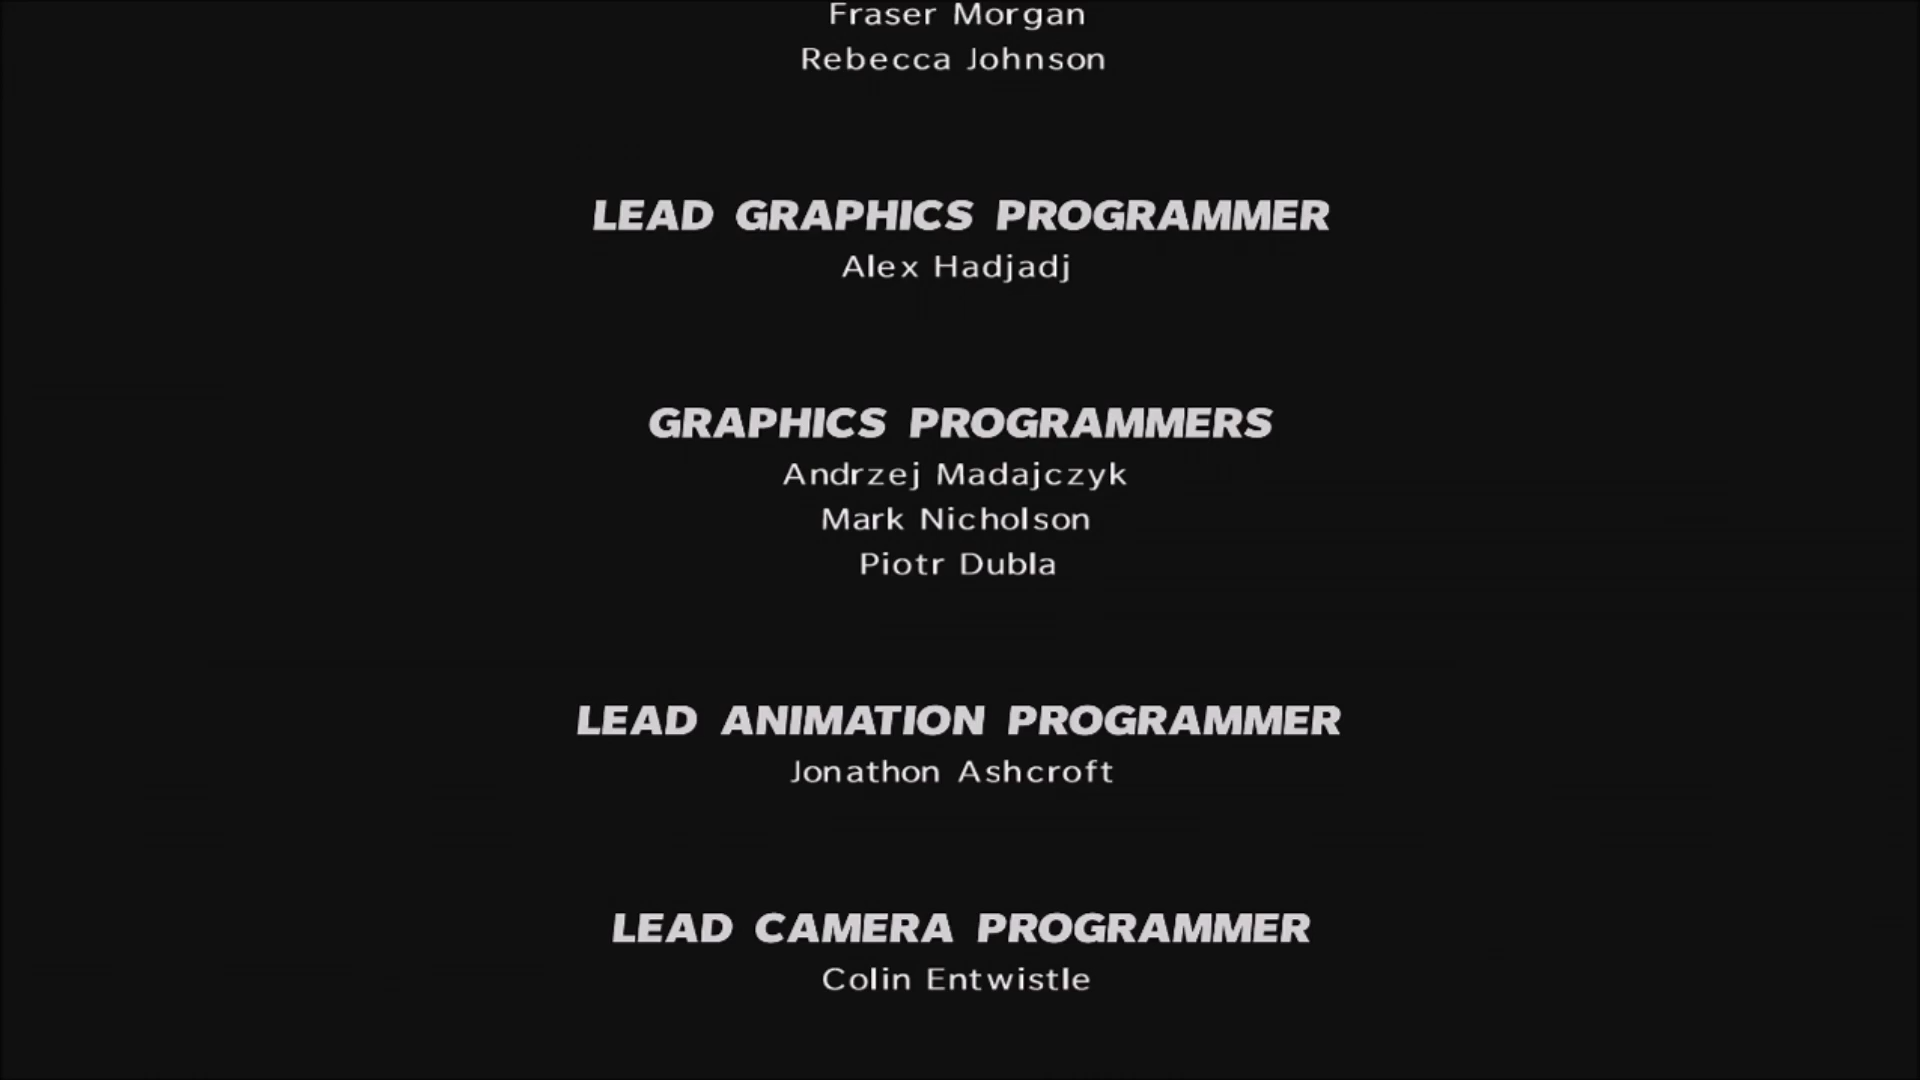 Fraser Morgan
Rebecca Johnson
LEAD GRAPHICS PROGRAMMER
Alex Hadjadj
GRAPHICS PROGRAMMERS
Andrzej Madajczyk
Mark Nicholson
Piotr Dubla
LEAD ANIMATION PROGRAMMER
Jonathon Ashcroft
LEAD CAMERA PROGRAMMER
Colin Entwistle